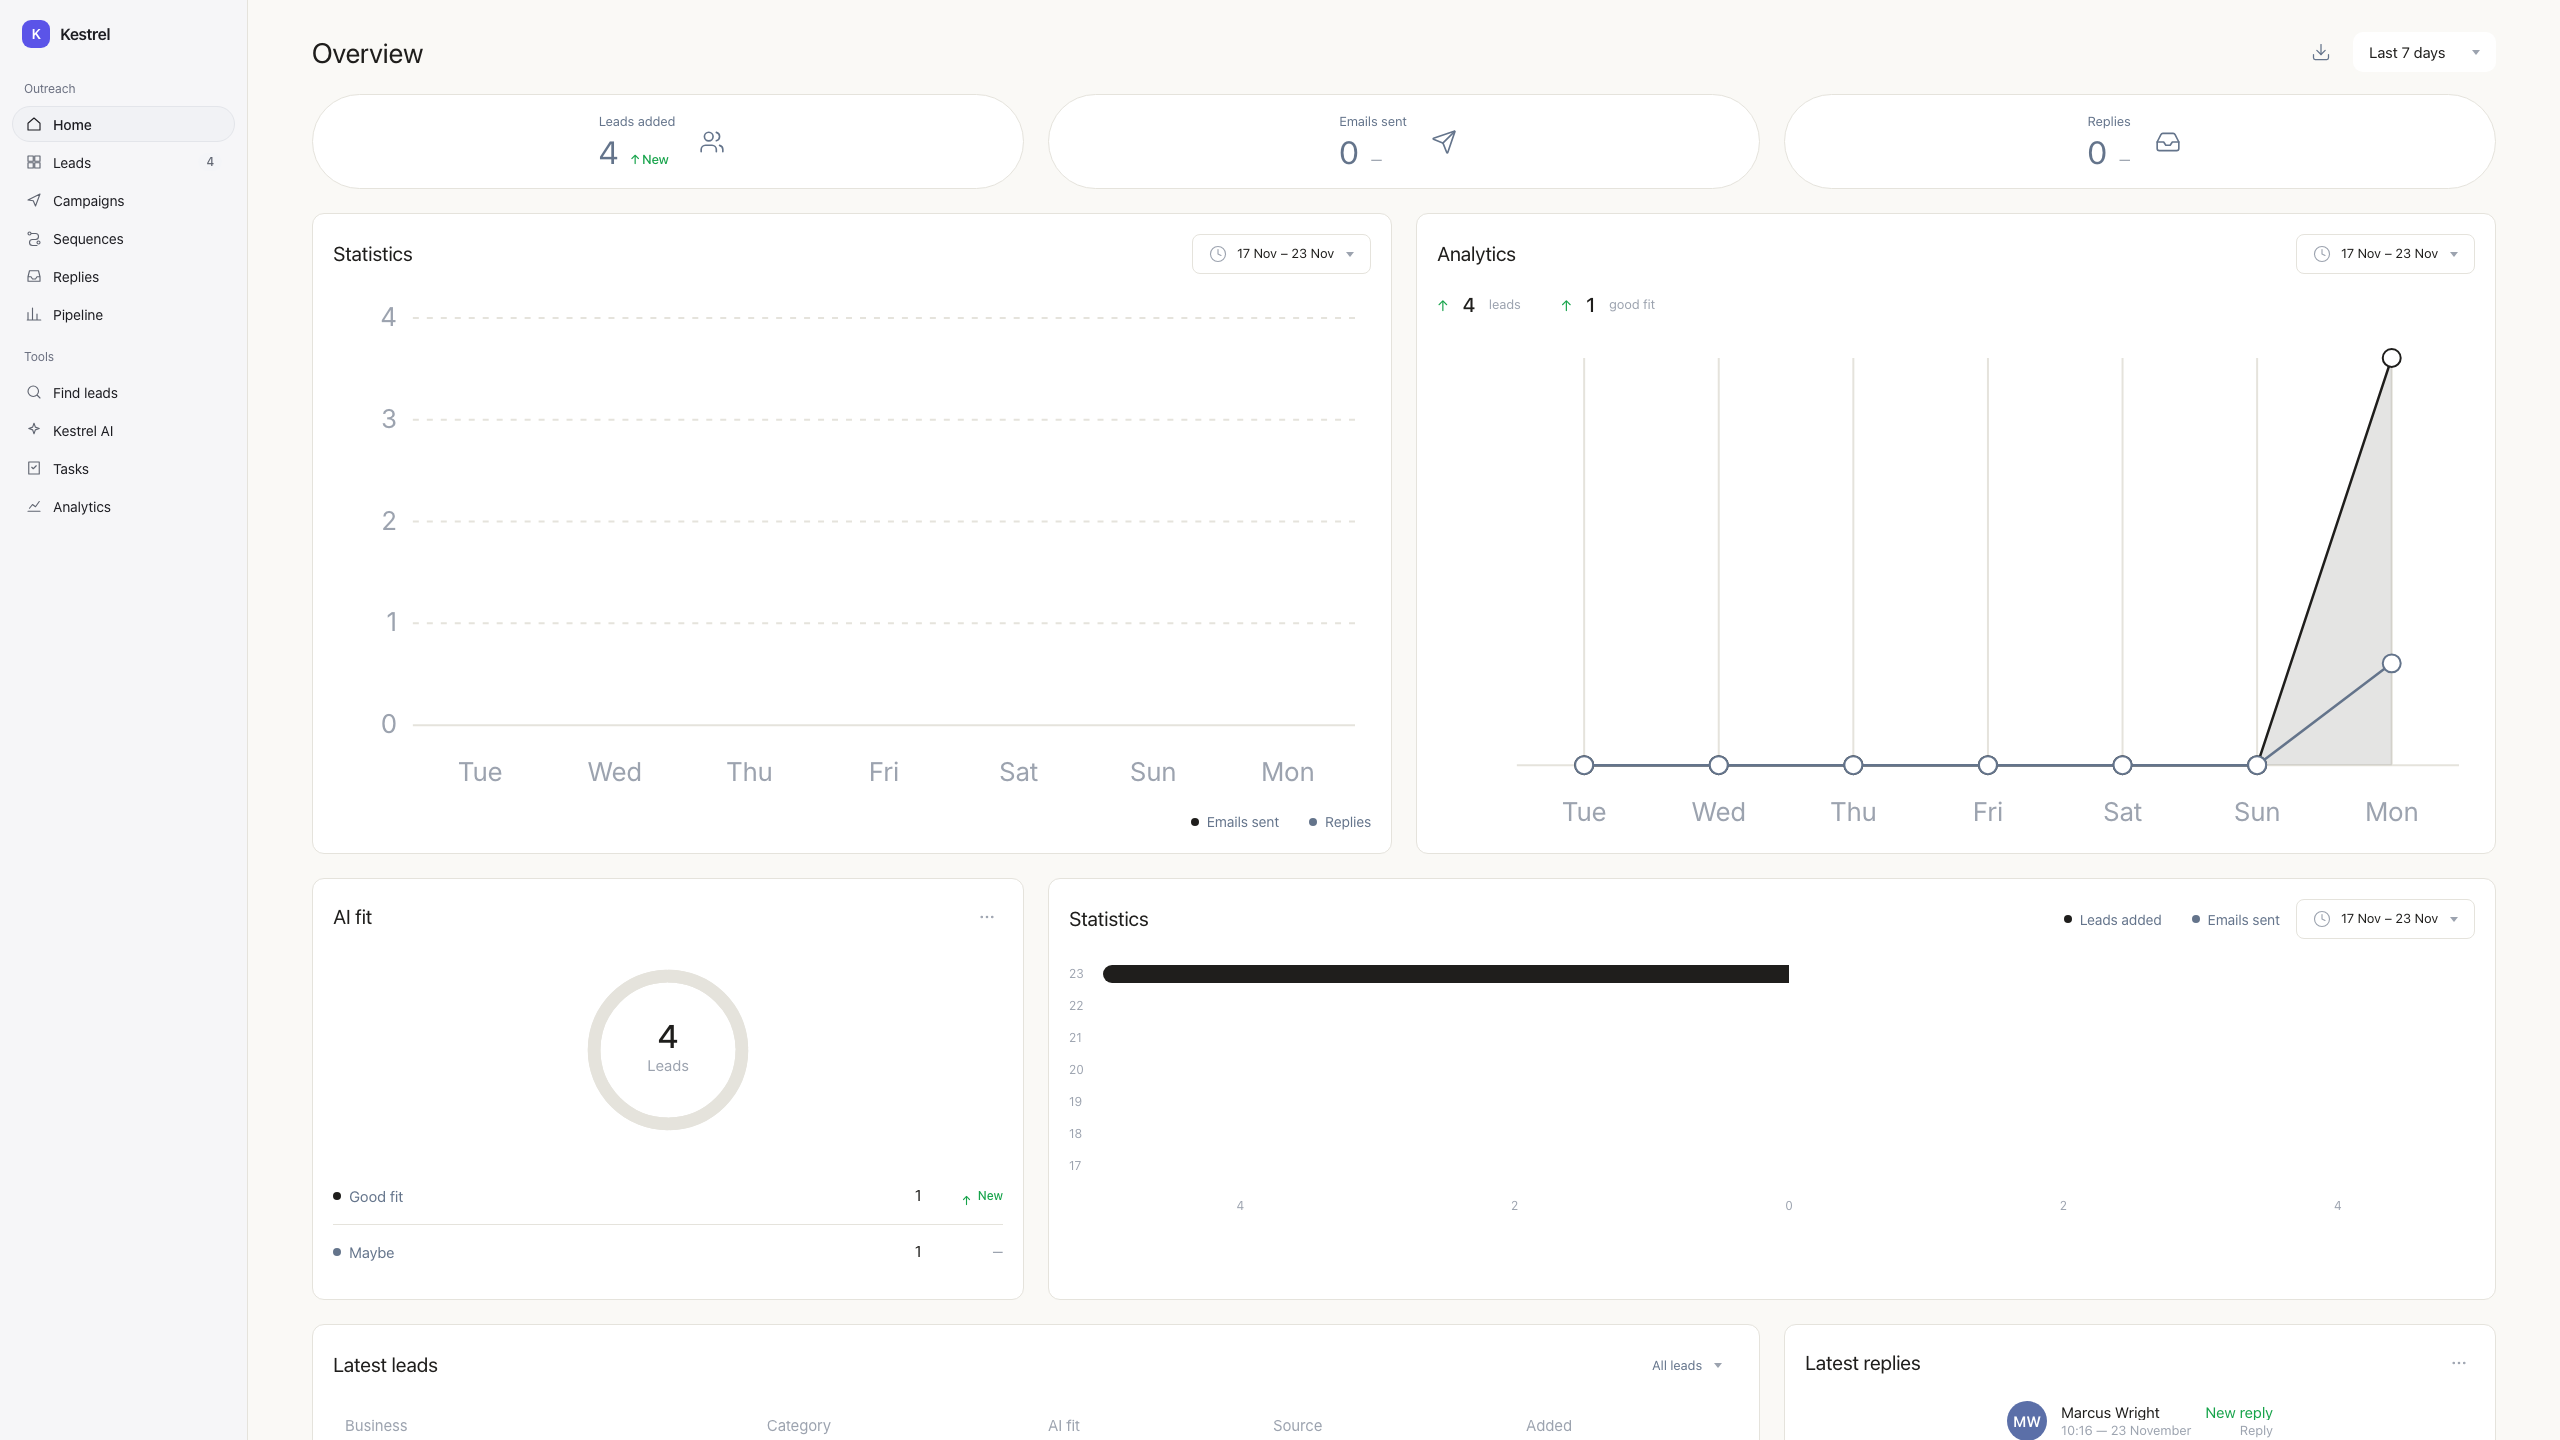 K Kestrel
Outreach
Home
Leads 4
Campaigns
Sequences
Replies
Pipeline
Tools
Find leads
Kestrel AI
Tasks
Analytics
Overview
Last 7 days
Leads added
4 ↑ New
Emails sent
0 –
Replies
0 –
Statistics
17 Nov – 23 Nov
4
3
2
1
0
Tue Wed Thu Fri Sat Sun Mon
Emails sent Replies
Analytics
17 Nov – 23 Nov
↑ 4 leads ↑ 1 good fit
Tue Wed Thu Fri Sat Sun Mon
AI fit
4
Leads
Good fit 1 ↑ New
Maybe 1 –
Statistics
Leads added Emails sent 17 Nov – 23 Nov
23
22
21
20
19
18
17
4 2 0 2 4
Latest leads
All leads
Business Category AI fit Source Added
Latest replies
MW
Marcus Wright New reply
10:16 — 23 November Reply